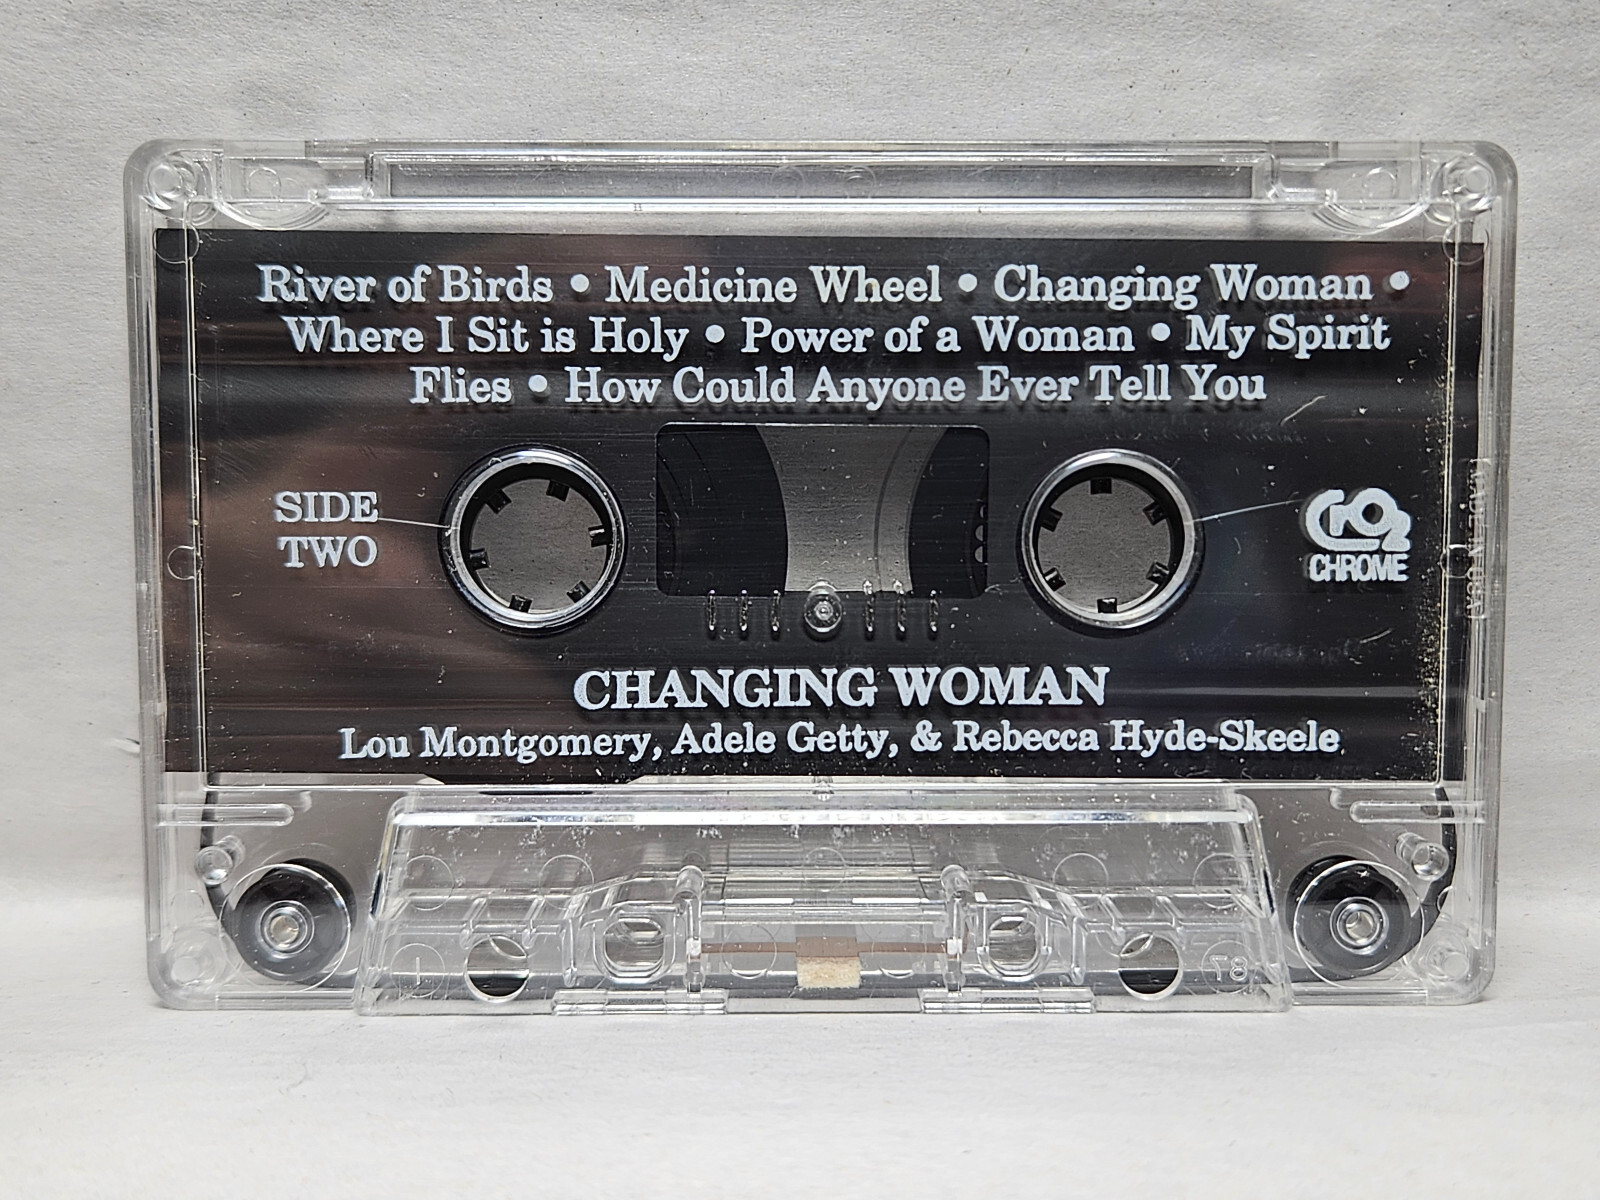 River of Birds • Medicine Wheel • Changing Woman •
Where I Sit is Holy • Power of a Woman • My Spirit
Flies • How Could Anyone Ever Tell You
SIDE
TWO
CrO2
CHROME
CHANGING WOMAN
Lou Montgomery, Adele Getty, & Rebecca Hyde-Skeele